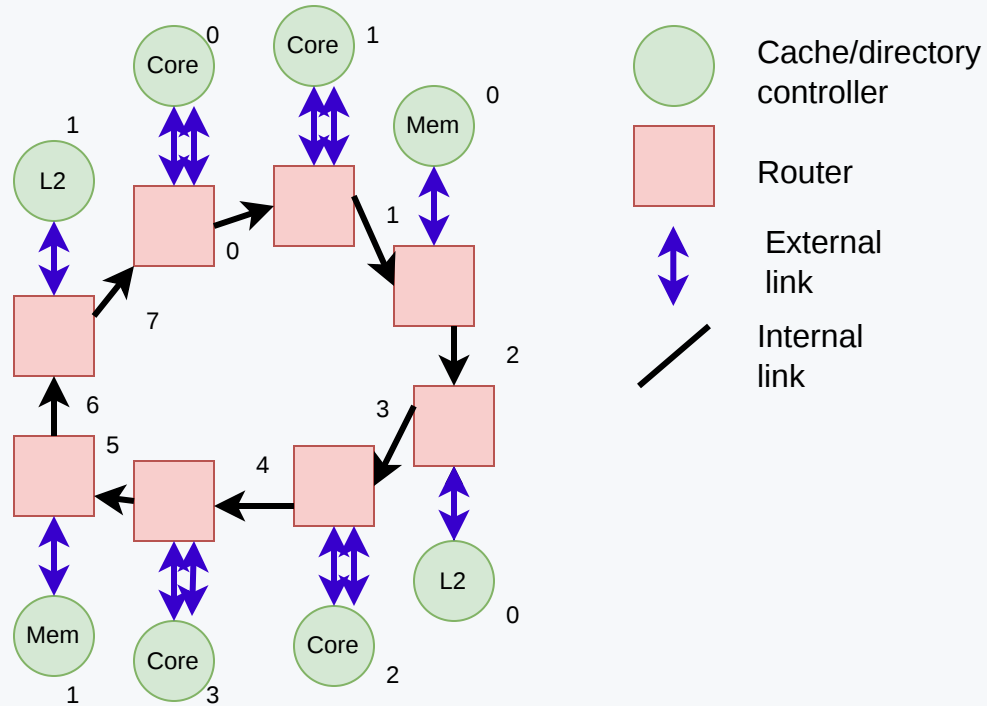 0
Core
1
Core
0
Mem
1
L2
0
1
7
2
6
3
5
4
L2
0
Mem
1
Core
3
Core
2
Cache/directory
controller
Router
External
link
Internal
link